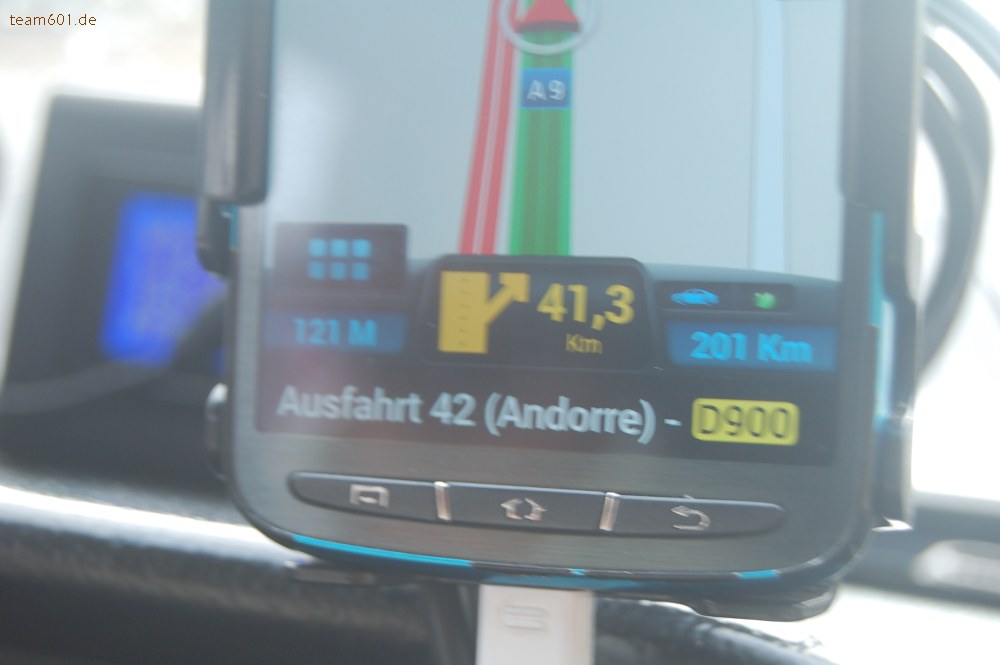 team601.de
A9
41,3
Km
121 M
201 Km
Ausfahrt 42 (Andorre) - D900